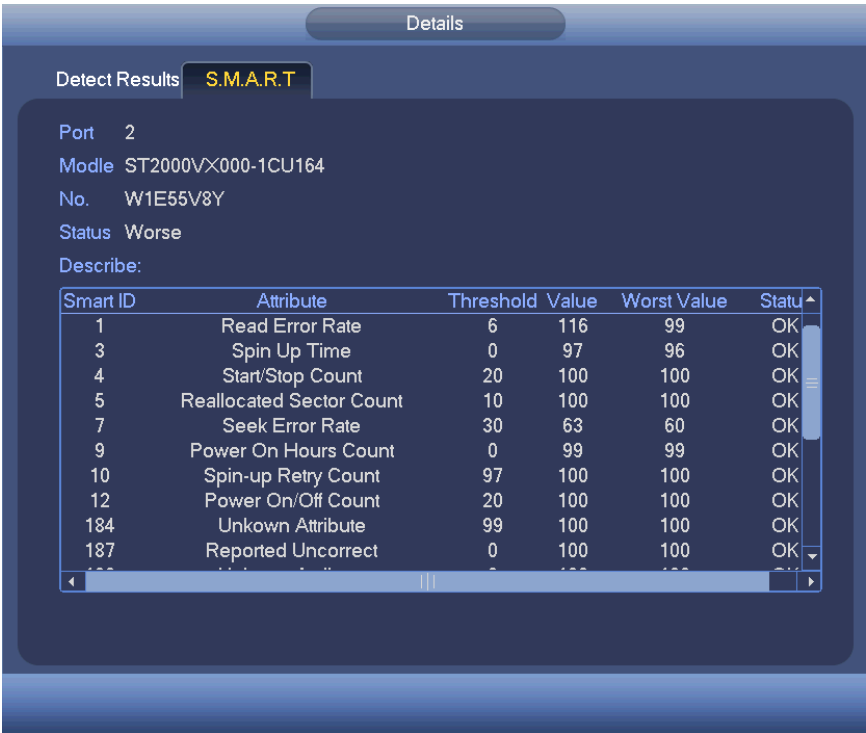 Details
Detect Results S.M.A.R.T
Port 2
Modle ST2000VX000-1CU164
No. W1E55V8Y
Status Worse
Describe:
Smart ID Attribute Threshold Value Worst Value Statu
1 Read Error Rate 6 116 99 OK
3 Spin Up Time 0 97 96 OK
4 Start/Stop Count 20 100 100 OK
5 Reallocated Sector Count 10 100 100 OK
7 Seek Error Rate 30 63 60 OK
9 Power On Hours Count 0 99 99 OK
10 Spin-up Retry Count 97 100 100 OK
12 Power On/Off Count 20 100 100 OK
184 Unkown Attribute 99 100 100 OK
187 Reported Uncorrect 0 100 100 OK